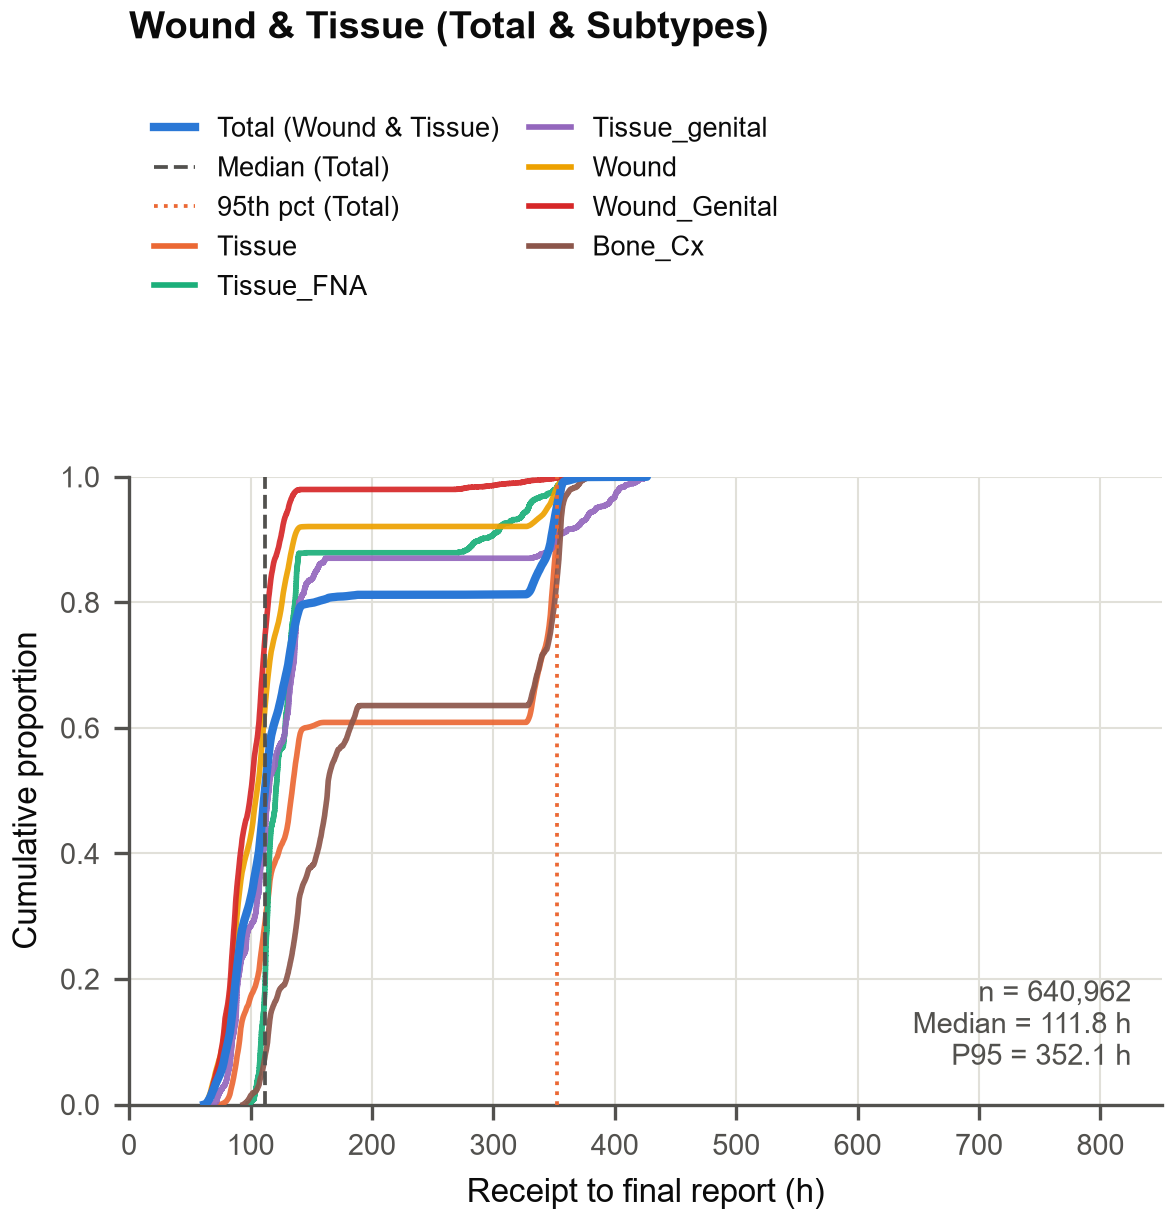 Wound & Tissue (Total & Subtypes)
Total (Wound & Tissue)
Median (Total)
95th pct (Total)
Tissue
Tissue_FNA
Tissue_genital
Wound
Wound_Genital
Bone_Cx
Cumulative proportion
1.0
0.8
0.6
0.4
0.2
0.0
n = 640,962
Median = 111.8 h
P95 = 352.1 h
0 100 200 300 400 500 600 700 800
Receipt to final report (h)